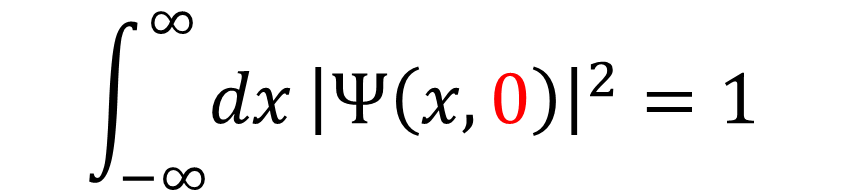 ∫_{−∞}^{∞} dx |Ψ(x, 0)|² = 1